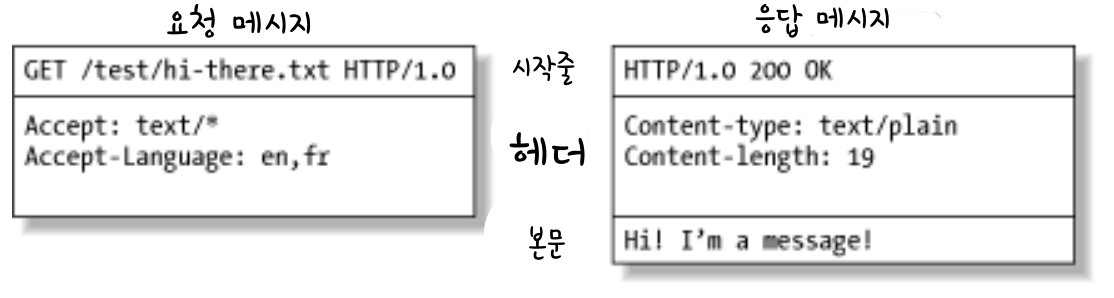 요청 메시지
응답 메시지
GET /test/hi-there.txt HTTP/1.0
시작줄
HTTP/1.0 200 OK
Accept: text/*
Accept-Language: en,fr
헤더
Content-type: text/plain
Content-length: 19
본문
Hi! I'm a message!